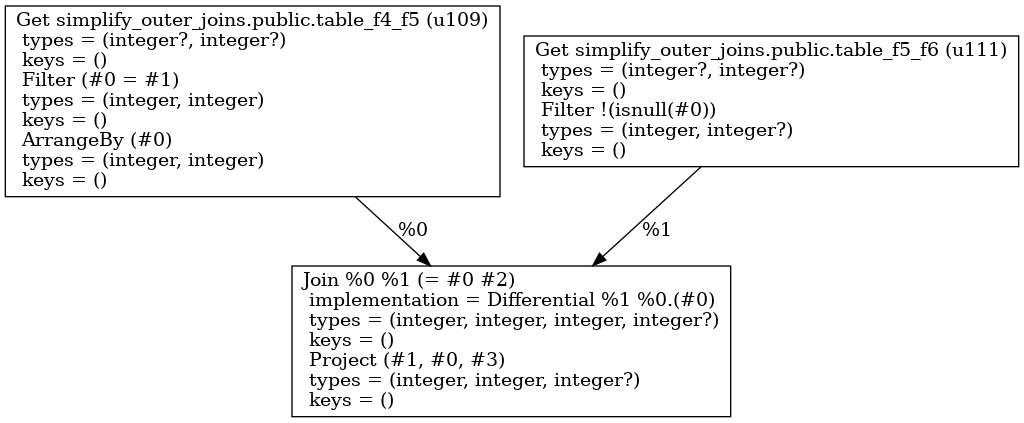 Get simplify_outer_joins.public.table_f4_f5 (u109)
types = (integer?, integer?)
keys = ()
Filter (#0 = #1)
types = (integer, integer)
keys = ()
ArrangeBy (#0)
types = (integer, integer)
keys = ()
Get simplify_outer_joins.public.table_f5_f6 (u111)
types = (integer?, integer?)
keys = ()
Filter !(isnull(#0))
types = (integer, integer?)
keys = ()
%0
%1
Join %0 %1 (= #0 #2)
implementation = Differential %1 %0.(#0)
types = (integer, integer, integer, integer?)
keys = ()
Project (#1, #0, #3)
types = (integer, integer, integer?)
keys = ()